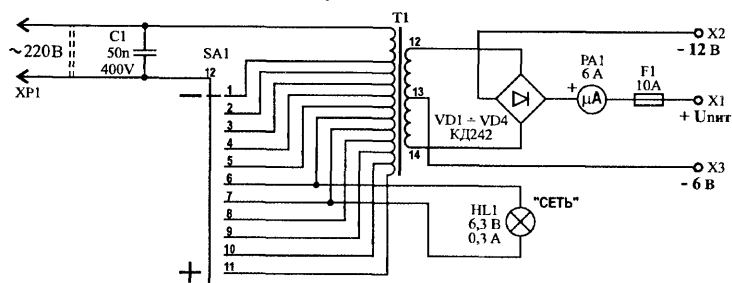 T1
~220В
C1
50n
400V
SA1
12
XP1
1
2
3
4
5
6
7
8
9
10
11
12
13
14
VD1 ÷ VD4
КД242
PA1
6 А
+
μA
F1
10А
X2
- 12 В
X1
+ Uпит
X3
- 6 В
HL1
6,3 В
0,3 А
"СЕТЬ"
−
+